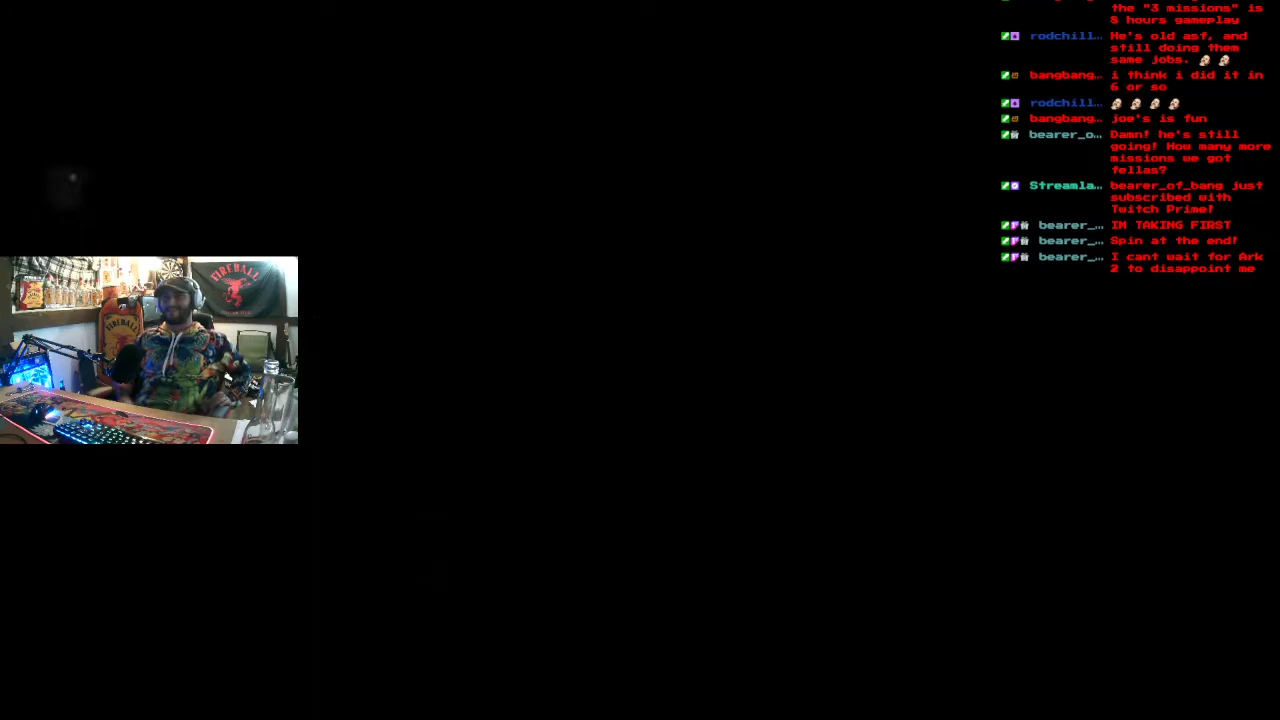 the "3 missions" is
8 hours gameplay
rodchill… He's old asf, and
still doing them
same jobs.
bangbang… i think i did it in
6 or so
rodchill…
bangbang… joe's is fun
bearer_o… Damn! he's still
going! How many more
missions we got
fellas?
Streamla… bearer_of_bang just
subscribed with
Twitch Prime!
bearer_… IM TAKING FIRST
bearer_… Spin at the end!
bearer_… I cant wait for Ark
2 to disappoint me
FIREBALL
FIREBALL